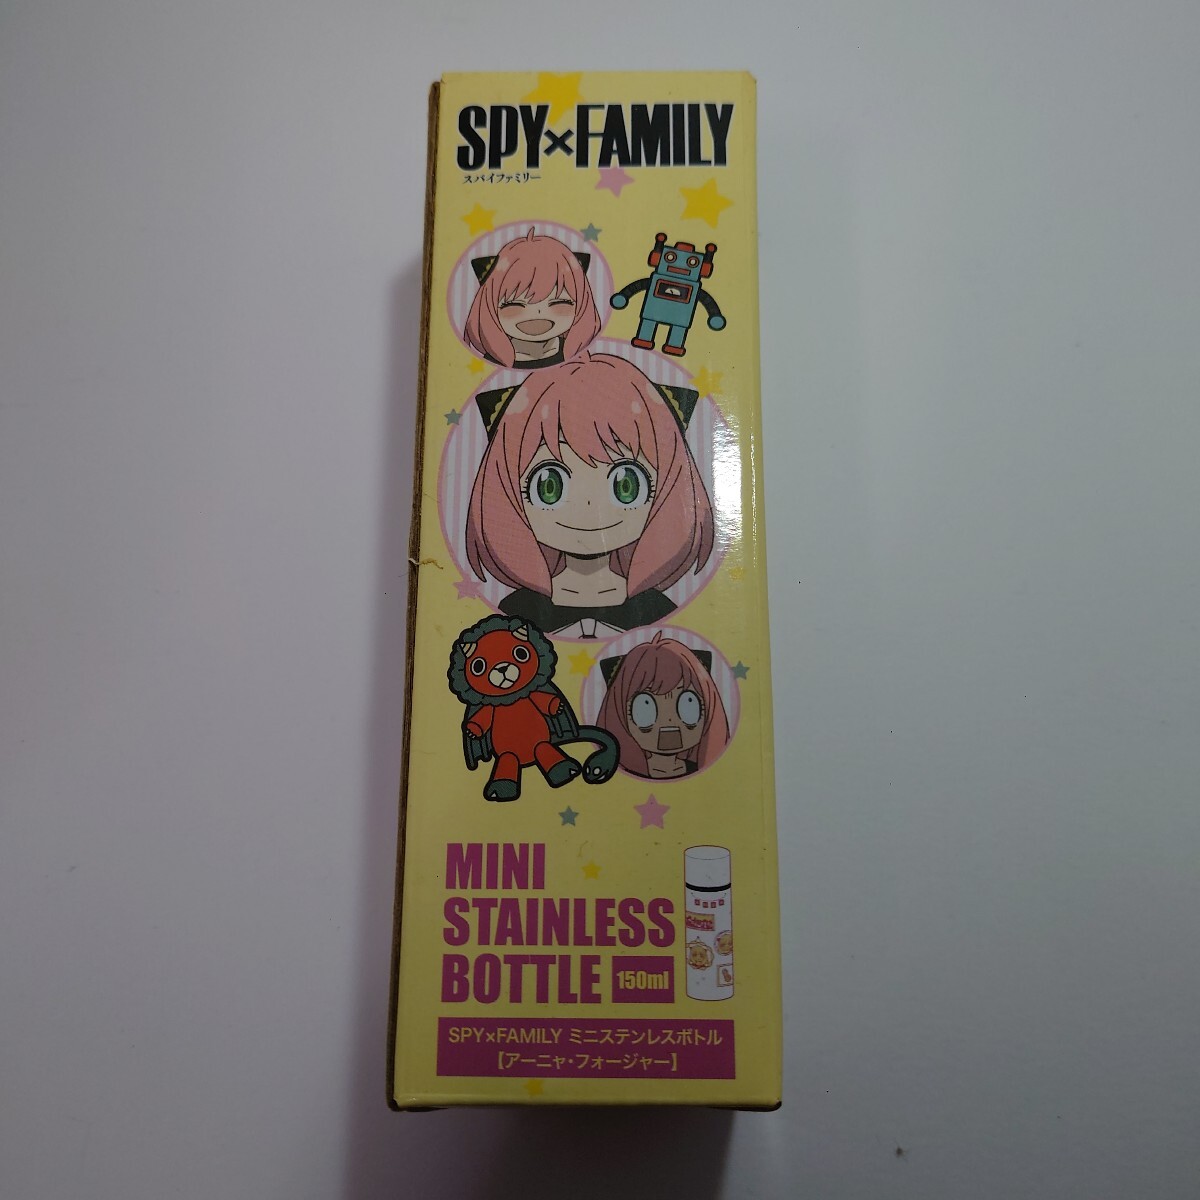 SPY×FAMILY
スパイファミリー
MINI
STAINLESS
BOTTLE 150ml
SPY×FAMILY ミニステンレスボトル
【アーニャ・フォージャー】